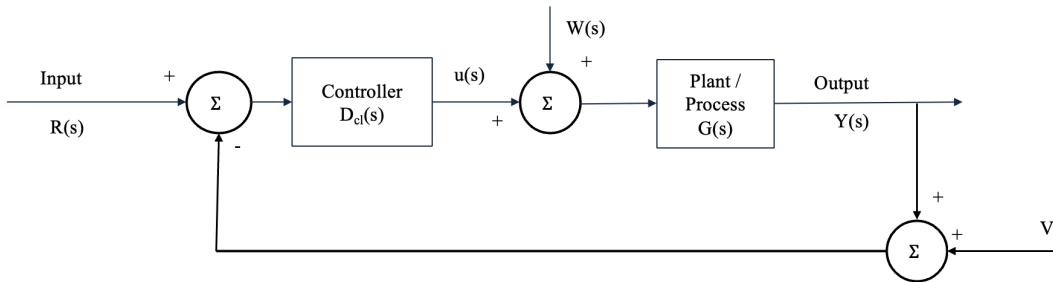 W(s)
Input
+
u(s)
+
Plant /
Process
G(s)
Output
Σ
Controller
D_cl(s)
Σ
R(s)
+
Y(s)
-
+
+
V
Σ